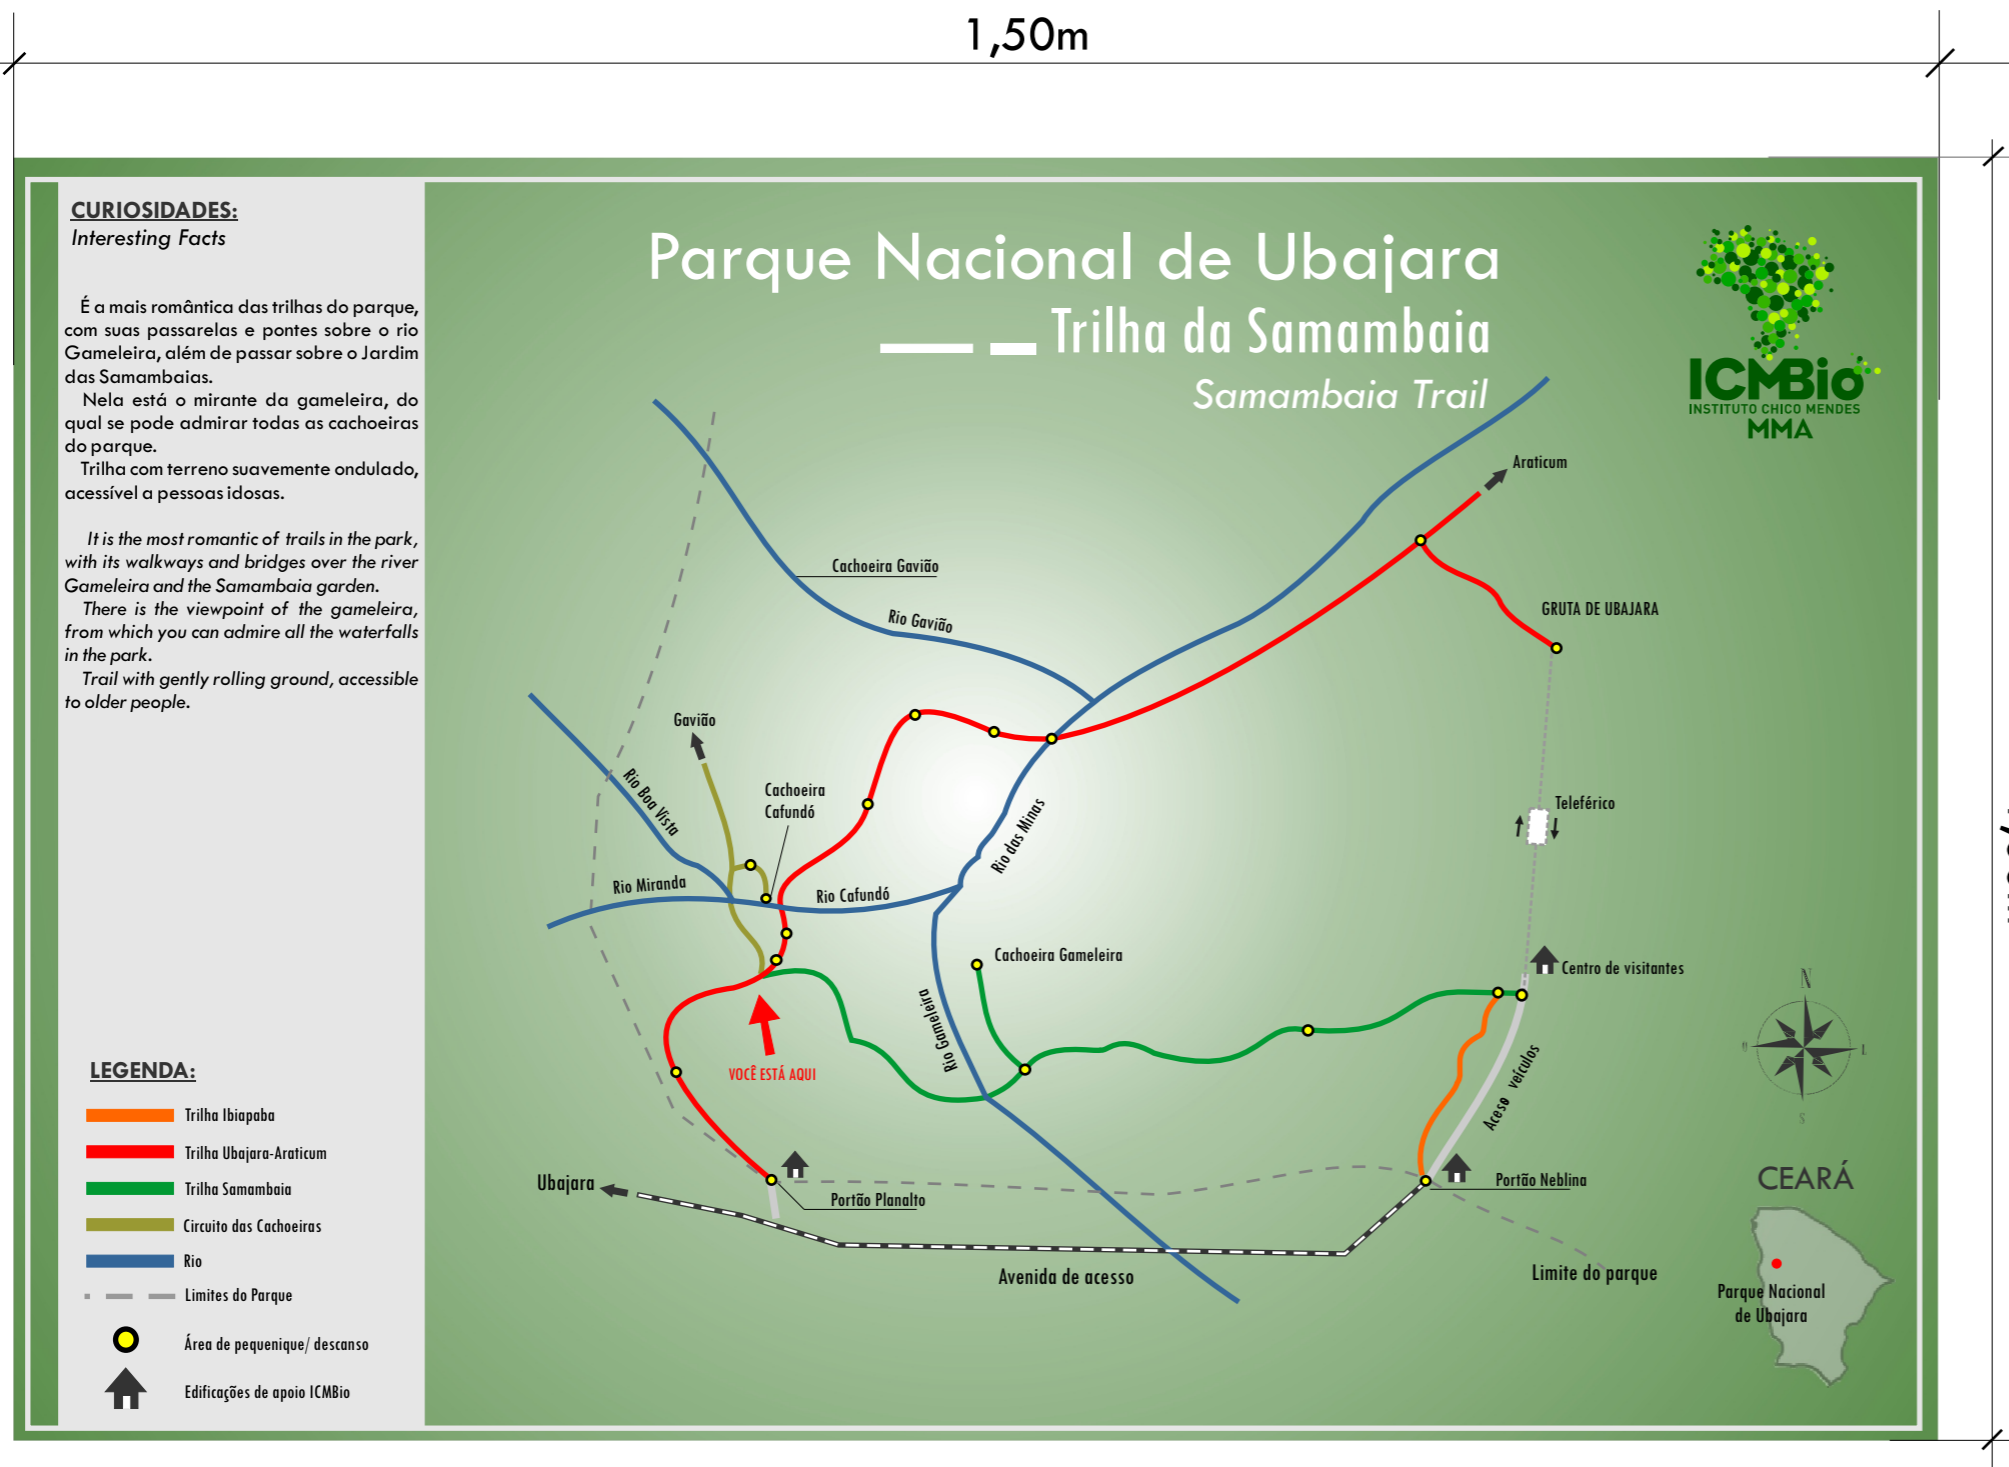 1,50m
CURIOSIDADES:
Interesting Facts
É a mais romântica das trilhas do parque,
com suas passarelas e pontes sobre o rio
Gameleira, além de passar sobre o Jardim
das Samambaias.
Nela está o mirante da gameleira, do
qual se pode admirar todas as cachoeiras
do parque.
Trilha com terreno suavemente ondulado,
acessível a pessoas idosas.
It is the most romantic of trails in the park,
with its walkways and bridges over the river
Gameleira and the Samambaia garden.
There is the viewpoint of the gameleira,
from which you can admire all the waterfalls
in the park.
Trail with gently rolling ground, accessible
to older people.
LEGENDA:
Trilha Ibiapaba
Trilha Ubajara-Araticum
Trilha Samambaia
Circuito das Cachoeiras
Rio
Limites do Parque
Área de pequenique/ descanso
Edificações de apoio ICMBio
Parque Nacional de Ubajara
Trilha da Samambaia
Samambaia Trail
ICMBio
INSTITUTO CHICO MENDES
MMA
Araticum
Cachoeira Gavião
Rio Gavião
GRUTA DE UBAJARA
Gavião
Rio Boa Vista
Cachoeira
Cafundó
Teleférico
Rio das Minas
Rio Miranda
Rio Cafundó
Cachoeira Gameleira
Centro de visitantes
Rio Gameleira
VOCÊ ESTÁ AQUI
Aceso veículos
Ubajara
Portão Planalto
Portão Neblina
Avenida de acesso
Limite do parque
N
O
L
S
CEARÁ
Parque Nacional
de Ubajara